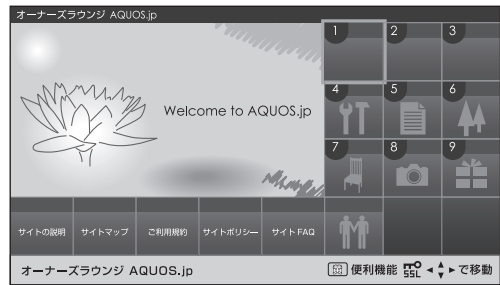 オーナーズラウンジ AQUOS.jp
1 2 3
Welcome to AQUOS.jp
4 5 6
7 8 9
サイトの説明 サイトマップ ご利用規約 サイトポリシー サイトFAQ
オーナーズラウンジ AQUOS.jp 便利機能 SSL で移動